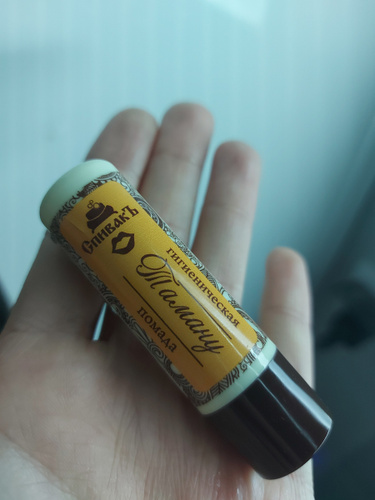 СпивакЪ
гигиеническая
Таману
помада